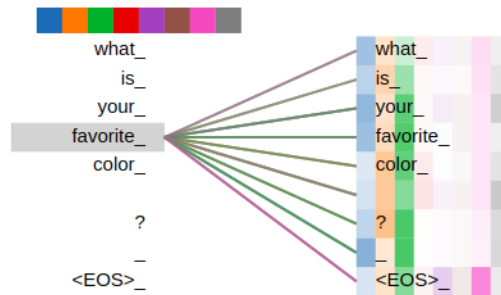 what_ what_
is_ is_
your_ your_
favorite_ favorite_
color_ color_
? ?
_ _
<EOS>_ <EOS>_